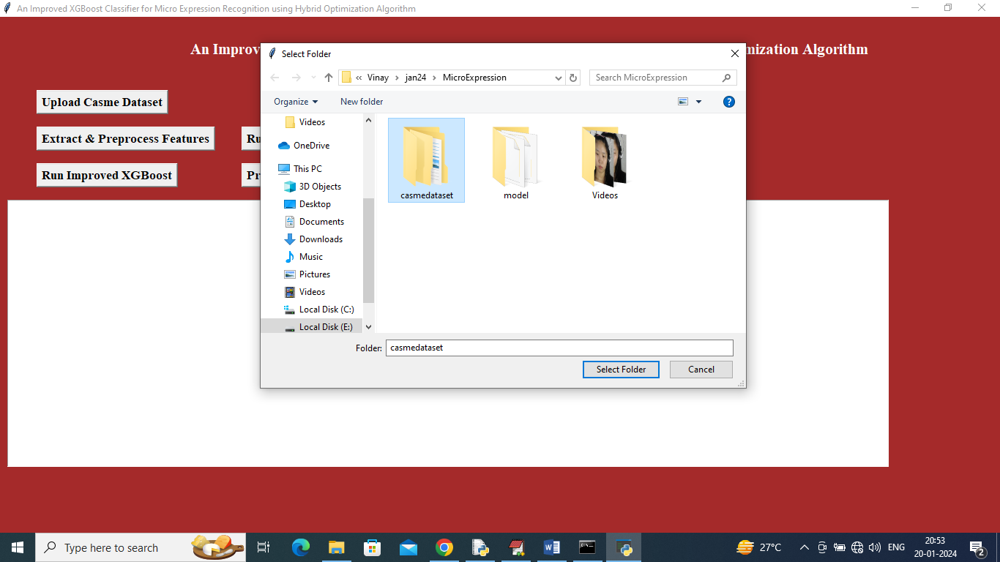 An Improved XGBoost Classifier for Micro Expression Recognition using Hybrid Optimization Algorithm
An Improv
mization Algorithm
Select Folder
« Vinay › jan24 › MicroExpression
Search MicroExpression
Organize
New folder
Upload Casme Dataset
Extract & Preprocess Features
Ru
Run Improved XGBoost
Pr
Videos
OneDrive
This PC
3D Objects
Desktop
Documents
Downloads
Music
Pictures
Videos
Local Disk (C:)
Local Disk (E:)
casmedataset
model
Videos
Folder: casmedataset
Select Folder
Cancel
Type here to search
27°C
ENG
20:53
20-01-2024
2